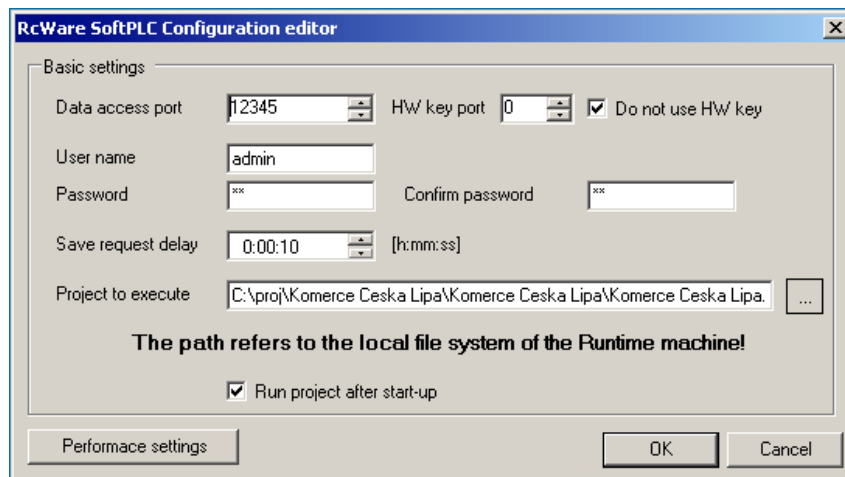 RcWare SoftPLC Configuration editor
Basic settings
Data access port 12345 HW key port 0 Do not use HW key
User name admin
Password ** Confirm password **
Save request delay 0:00:10 [h:mm:ss]
Project to execute C:\proj\Komerce Ceska Lipa\Komerce Ceska Lipa\Komerce Ceska Lipa. ...
The path refers to the local file system of the Runtime machine!
Run project after start-up
Performace settings OK Cancel